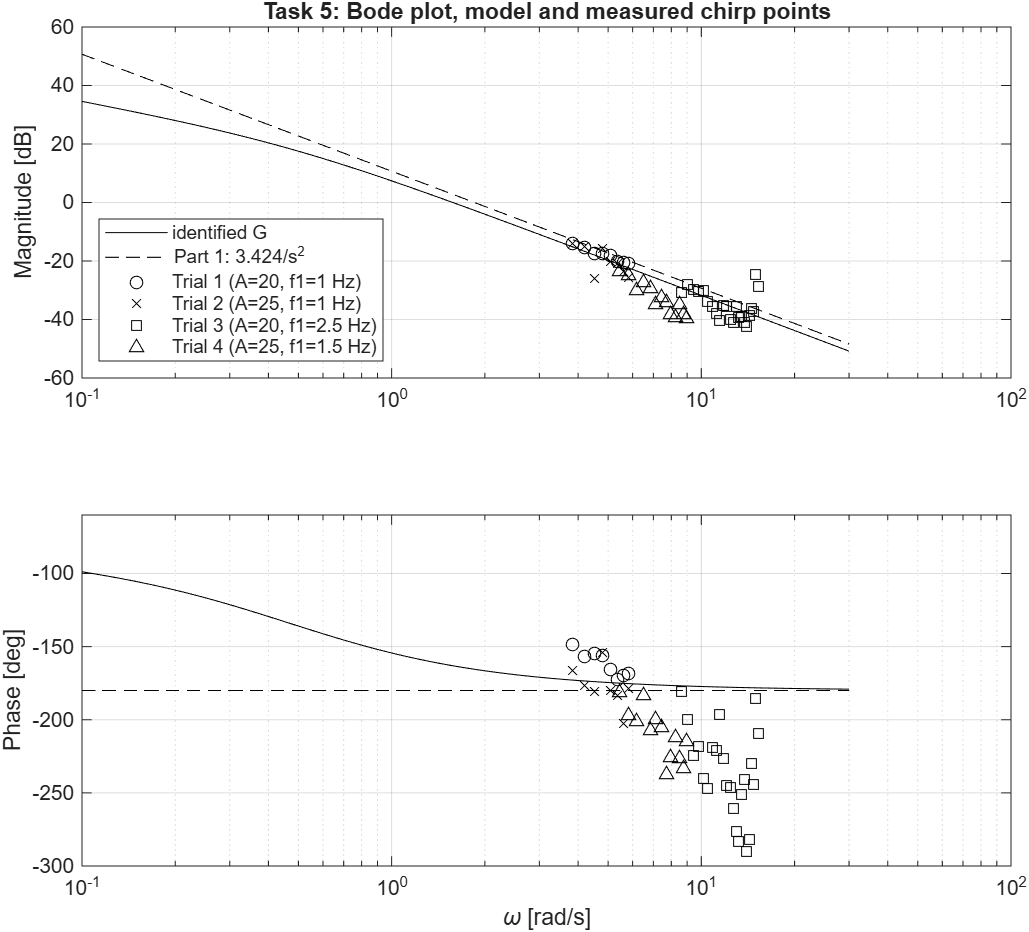 Task 5: Bode plot, model and measured chirp points
60
40
20
0
-20
-40
-60
Magnitude [dB]
identified G
Part 1: 3.424/s²
Trial 1 (A=20, f1=1 Hz)
Trial 2 (A=25, f1=1 Hz)
Trial 3 (A=20, f1=2.5 Hz)
Trial 4 (A=25, f1=1.5 Hz)
10⁻¹ 10⁰ 10¹ 10²
-100
-150
-200
-250
-300
Phase [deg]
10⁻¹ 10⁰ 10¹ 10²
ω [rad/s]